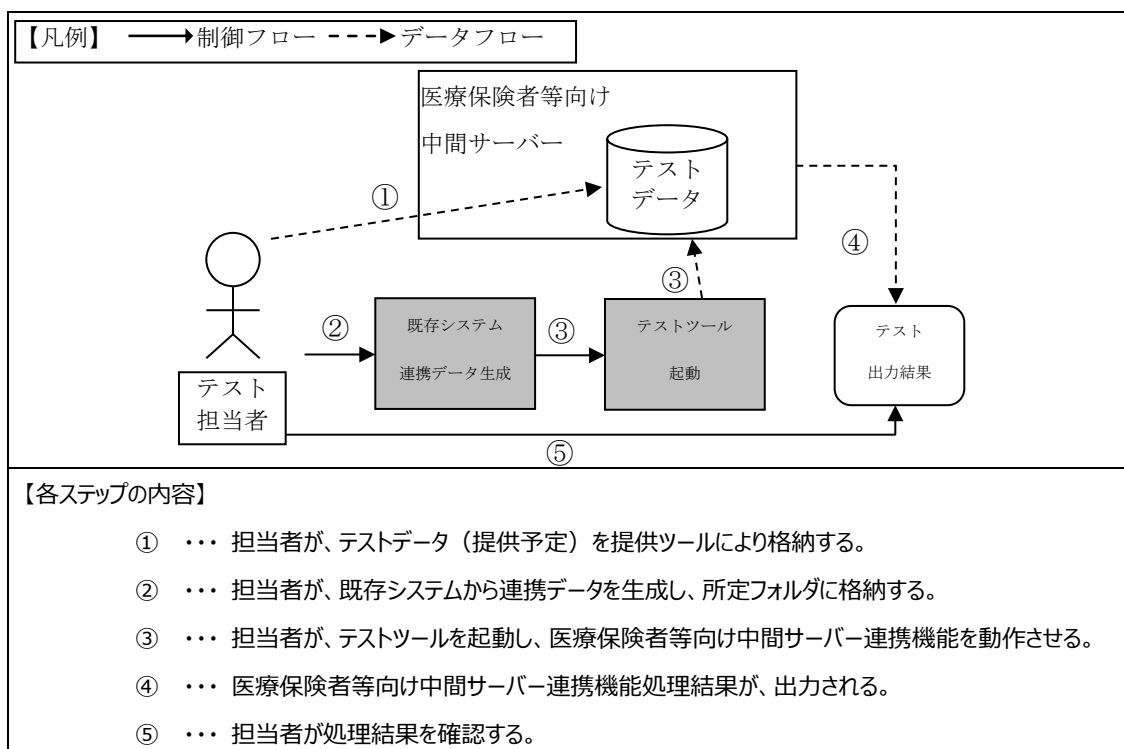 【凡例】 制御フロー データフロー
医療保険者等向け
中間サーバー
テスト
データ
①
④
③
②
既存システム
連携データ生成
③
テストツール
起動
テスト
出力結果
テスト
担当者
⑤
【各ステップの内容】
① ・・・ 担当者が、テストデータ（提供予定）を提供ツールにより格納する。
② ・・・ 担当者が、既存システムから連携データを生成し、所定フォルダに格納する。
③ ・・・ 担当者が、テストツールを起動し、医療保険者等向け中間サーバー連携機能を動作させる。
④ ・・・ 医療保険者等向け中間サーバー連携機能処理結果が、出力される。
⑤ ・・・ 担当者が処理結果を確認する。